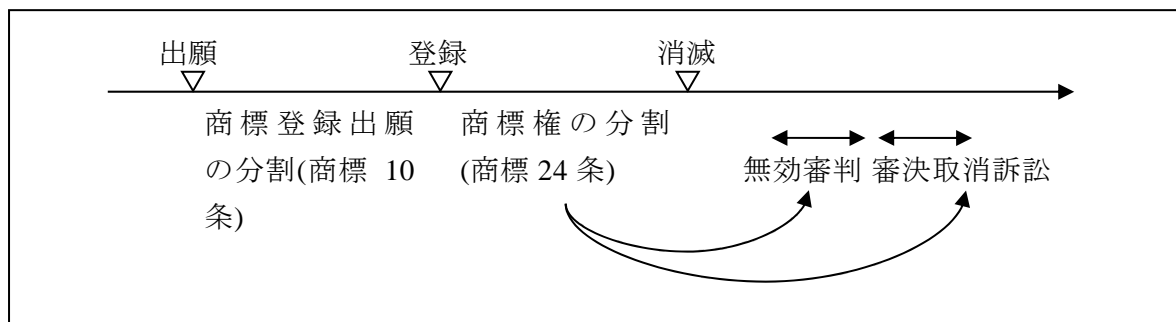 出願 登録 消滅
商標登録出願
の分割(商標 10
条)
商標権の分割
(商標 24 条)
無効審判 審決取消訴訟